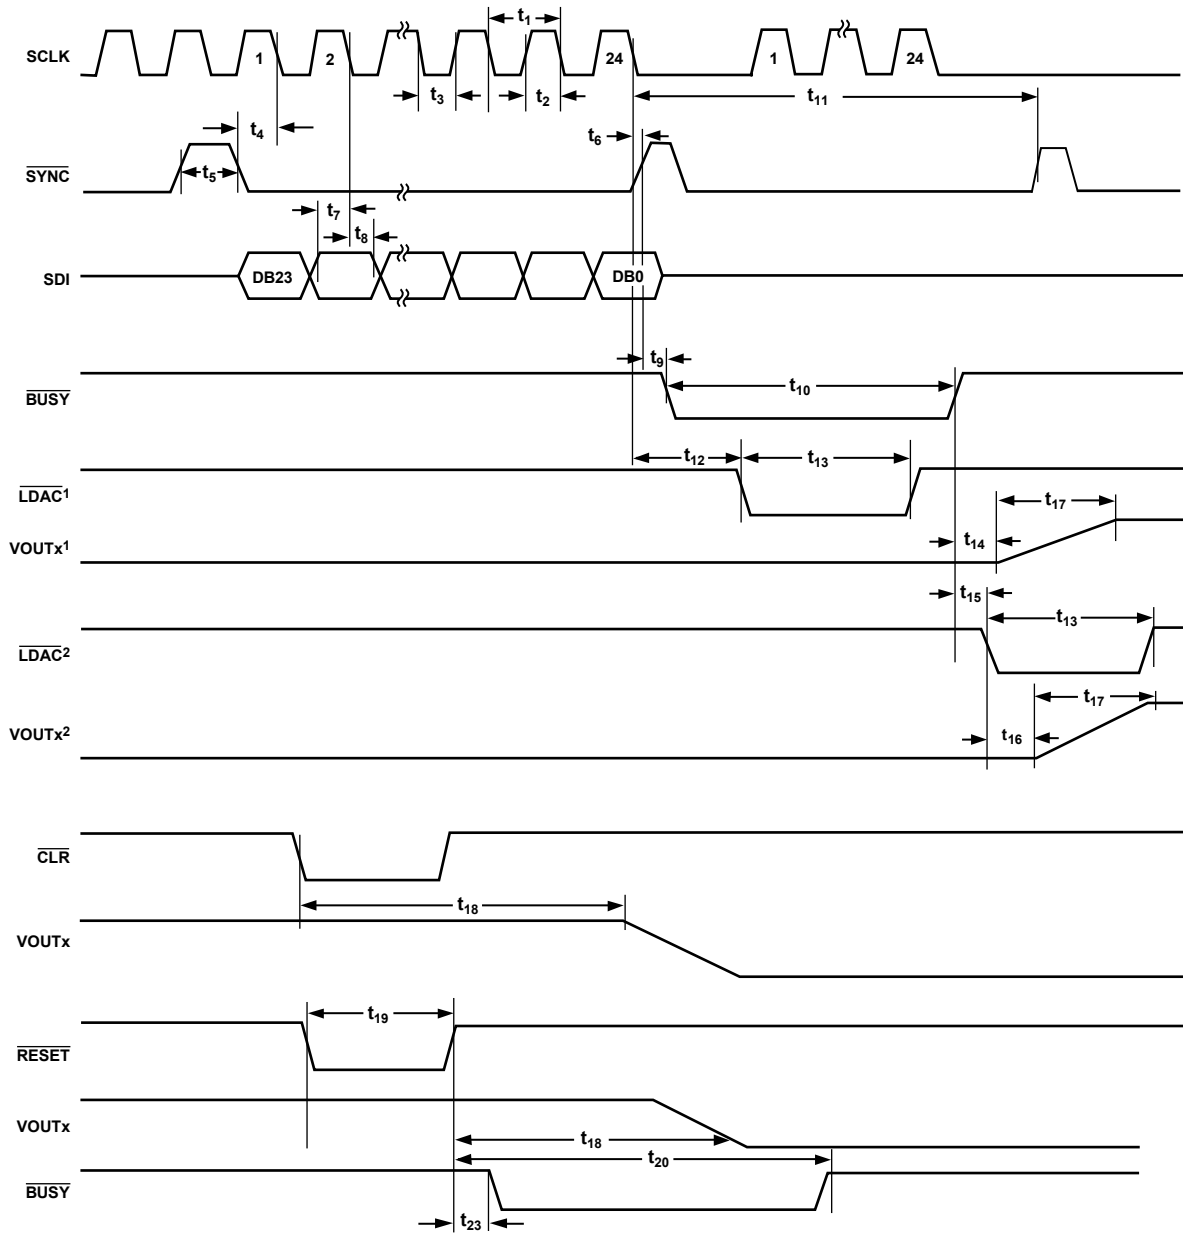 t1
SCLK 1 2 24 1 24
t3 t2 t11
t4 t6
SYNC t5
t7
t8
SDI DB23 DB0
t9
BUSY t10
t12 t13
LDAC1
t17
VOUTx1 t14
t15
t13
LDAC2
t17
VOUTx2 t16
CLR
t18
VOUTx
t19
RESET
VOUTx
t18
t20
BUSY
t23